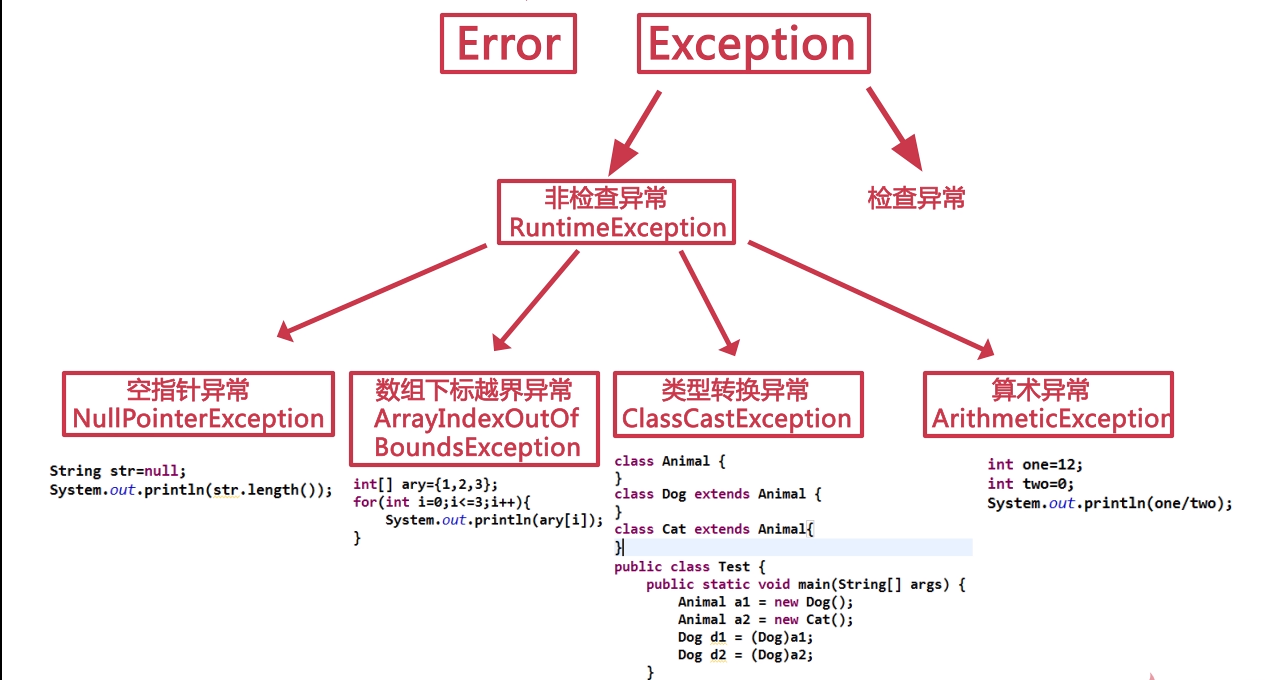 Error
Exception
非检查异常
RuntimeException
检查异常
空指针异常
NullPointerException
String str=null;
System.out.println(str.length());
数组下标越界异常
ArrayIndexOutOf
BoundsException
int[] ary={1,2,3};
for(int i=0;i<=3;i++){
System.out.println(ary[i]);
}
类型转换异常
ClassCastException
class Animal {
}
class Dog extends Animal {
}
class Cat extends Animal{
}
public class Test {
public static void main(String[] args) {
Animal a1 = new Dog();
Animal a2 = new Cat();
Dog d1 = (Dog)a1;
Dog d2 = (Dog)a2;
}
算术异常
ArithmeticException
int one=12;
int two=0;
System.out.println(one/two);